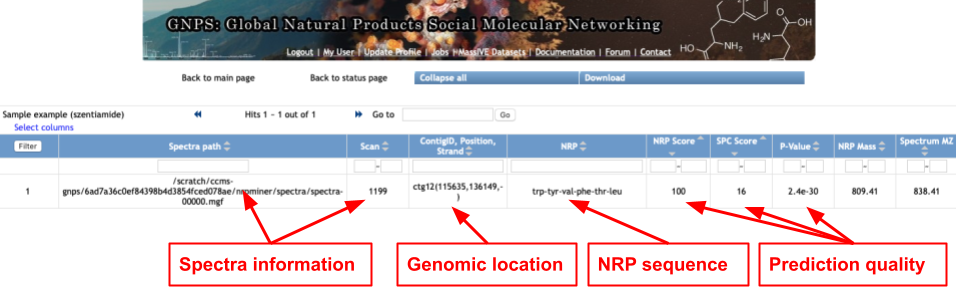 GNPS: Global Natural Products Social Molecular Networking
OH
H₂N
HO
NH₂
Logout | My User | Update Profile | Jobs | MassIVE Datasets | Documentation | Forum | Contact
Back to main page Back to status page Collapse all Download
Sample example (szentiamide) Hits 1 ~ 1 out of 1 Go to Go
Select columns
Filter Spectra path Scan ContigID, Position, Strand NRP NRP Score SPC Score P-Value NRP Mass Spectrum MZ
/scratch/ccms-
1 gnps/6ad7a36c0ef84398b4d3854fced078ae/nrpminer/spectra/spectra- 1199 ctg12(115635,136149,- trp-tyr-val-phe-thr-leu 100 16 2.4e-30 809.41 838.41
00000.mgf )
Spectra information Genomic location NRP sequence Prediction quality